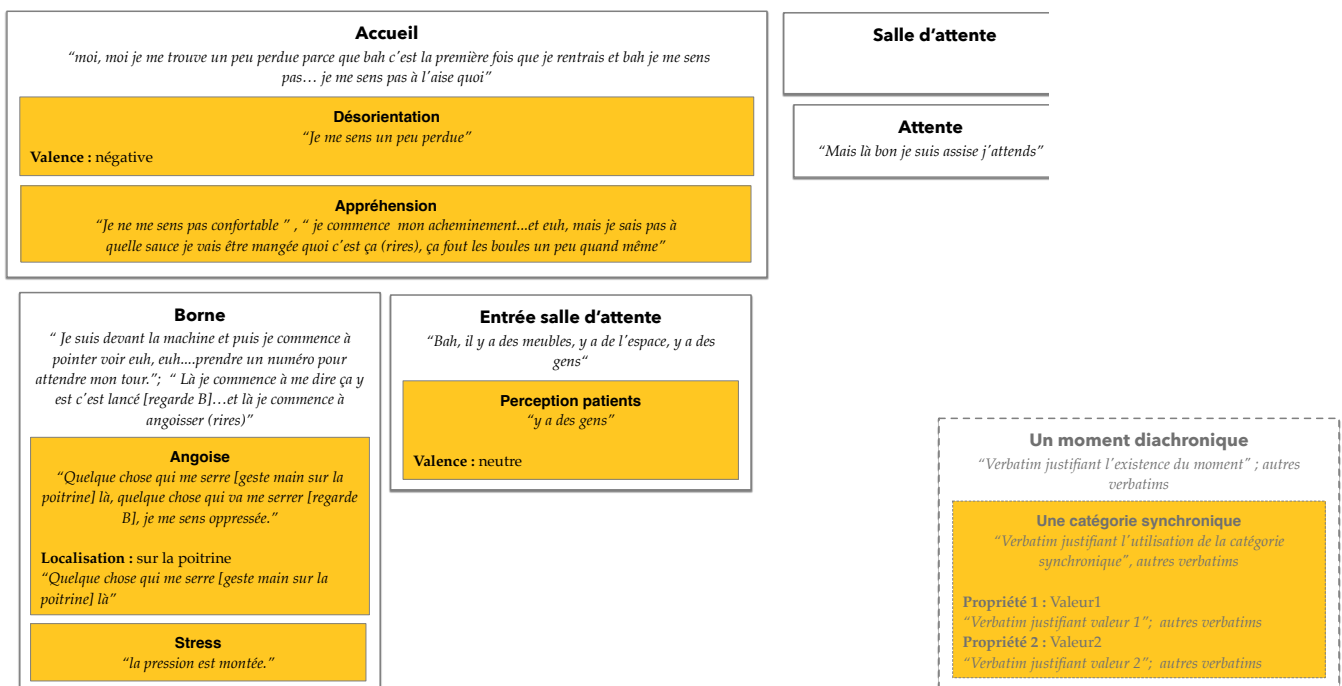 Accueil
“moi, moi je me trouve un peu perdue parce que bah c’est la première fois que je rentrais et bah je me sens
pas… je me sens pas à l’aise quoi”
Désorientation
“Je me sens un peu perdue”
Valence : négative
Appréhension
“Je ne me sens pas confortable ” , “ je commence mon acheminement...et euh, mais je sais pas à
quelle sauce je vais être mangée quoi c’est ça (rires), ça fout les boules un peu quand même”
Salle d’attente
Attente
“Mais là bon je suis assise j’attends”
Borne
“ Je suis devant la machine et puis je commence à
pointer voir euh, euh....prendre un numéro pour
attendre mon tour.”; “ Là je commence à me dire ça y
est c’est lancé [regarde B]…et là je commence à
angoisser (rires)”
Angoise
“Quelque chose qui me serre [geste main sur la
poitrine] là, quelque chose qui va me serrer [regarde
B], je me sens oppressée.”
Localisation : sur la poitrine
“Quelque chose qui me serre [geste main sur la
poitrine] là”
Stress
“la pression est montée.”
Entrée salle d’attente
“Bah, il y a des meubles, y a de l’espace, y a des
gens“
Perception patients
“y a des gens”
Valence : neutre
Un moment diachronique
“Verbatim justifiant l’existence du moment” ; autres
verbatims
Une catégorie synchronique
“Verbatim justifiant l’utilisation de la catégorie
synchronique”, autres verbatims
Propriété 1 : Valeur1
“Verbatim justifiant valeur 1”; autres verbatims
Propriété 2 : Valeur2
“Verbatim justifiant valeur 2”; autres verbatims